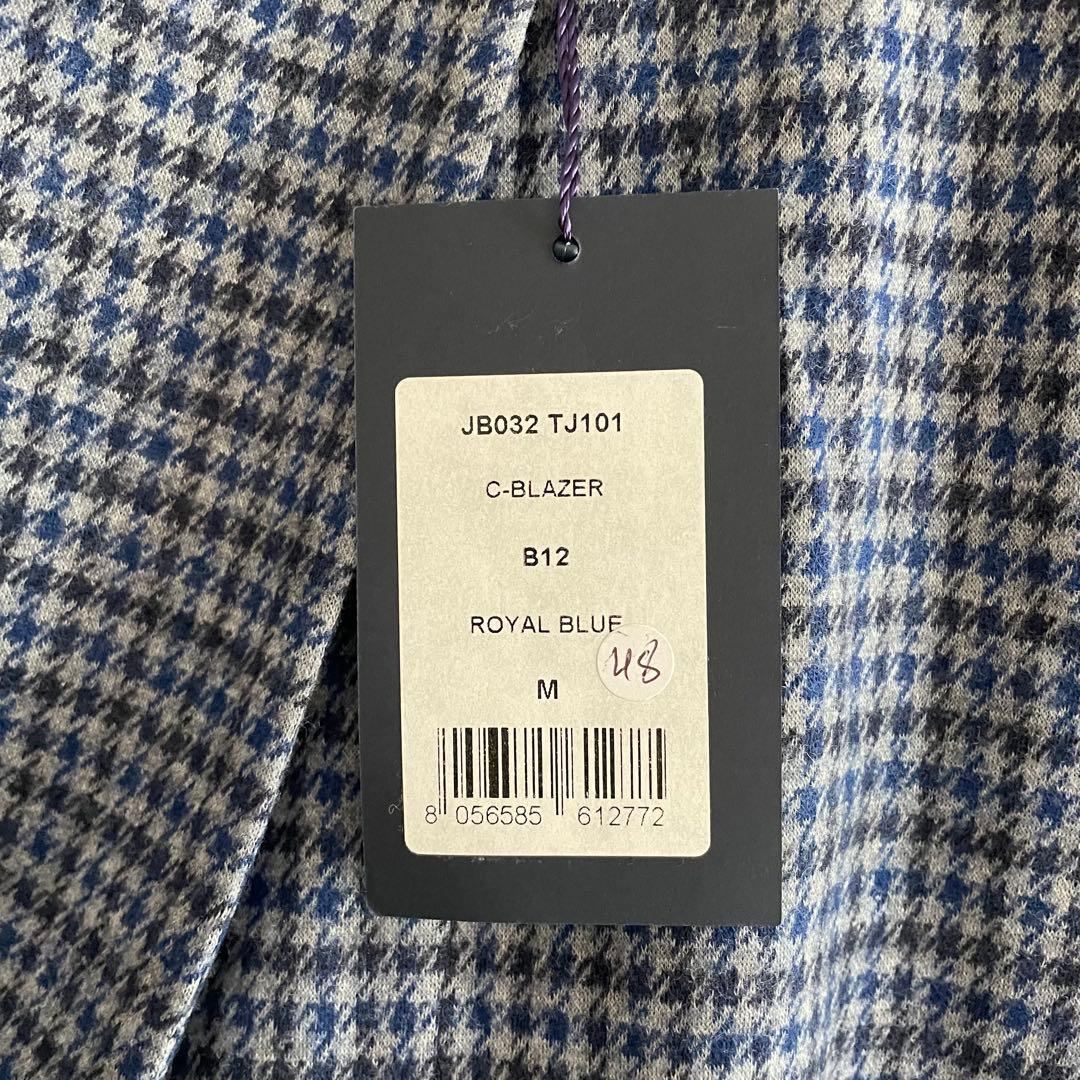 JB032 TJ101
C-BLAZER
B12
ROYAL BLUE
48
M
8 056585 612772